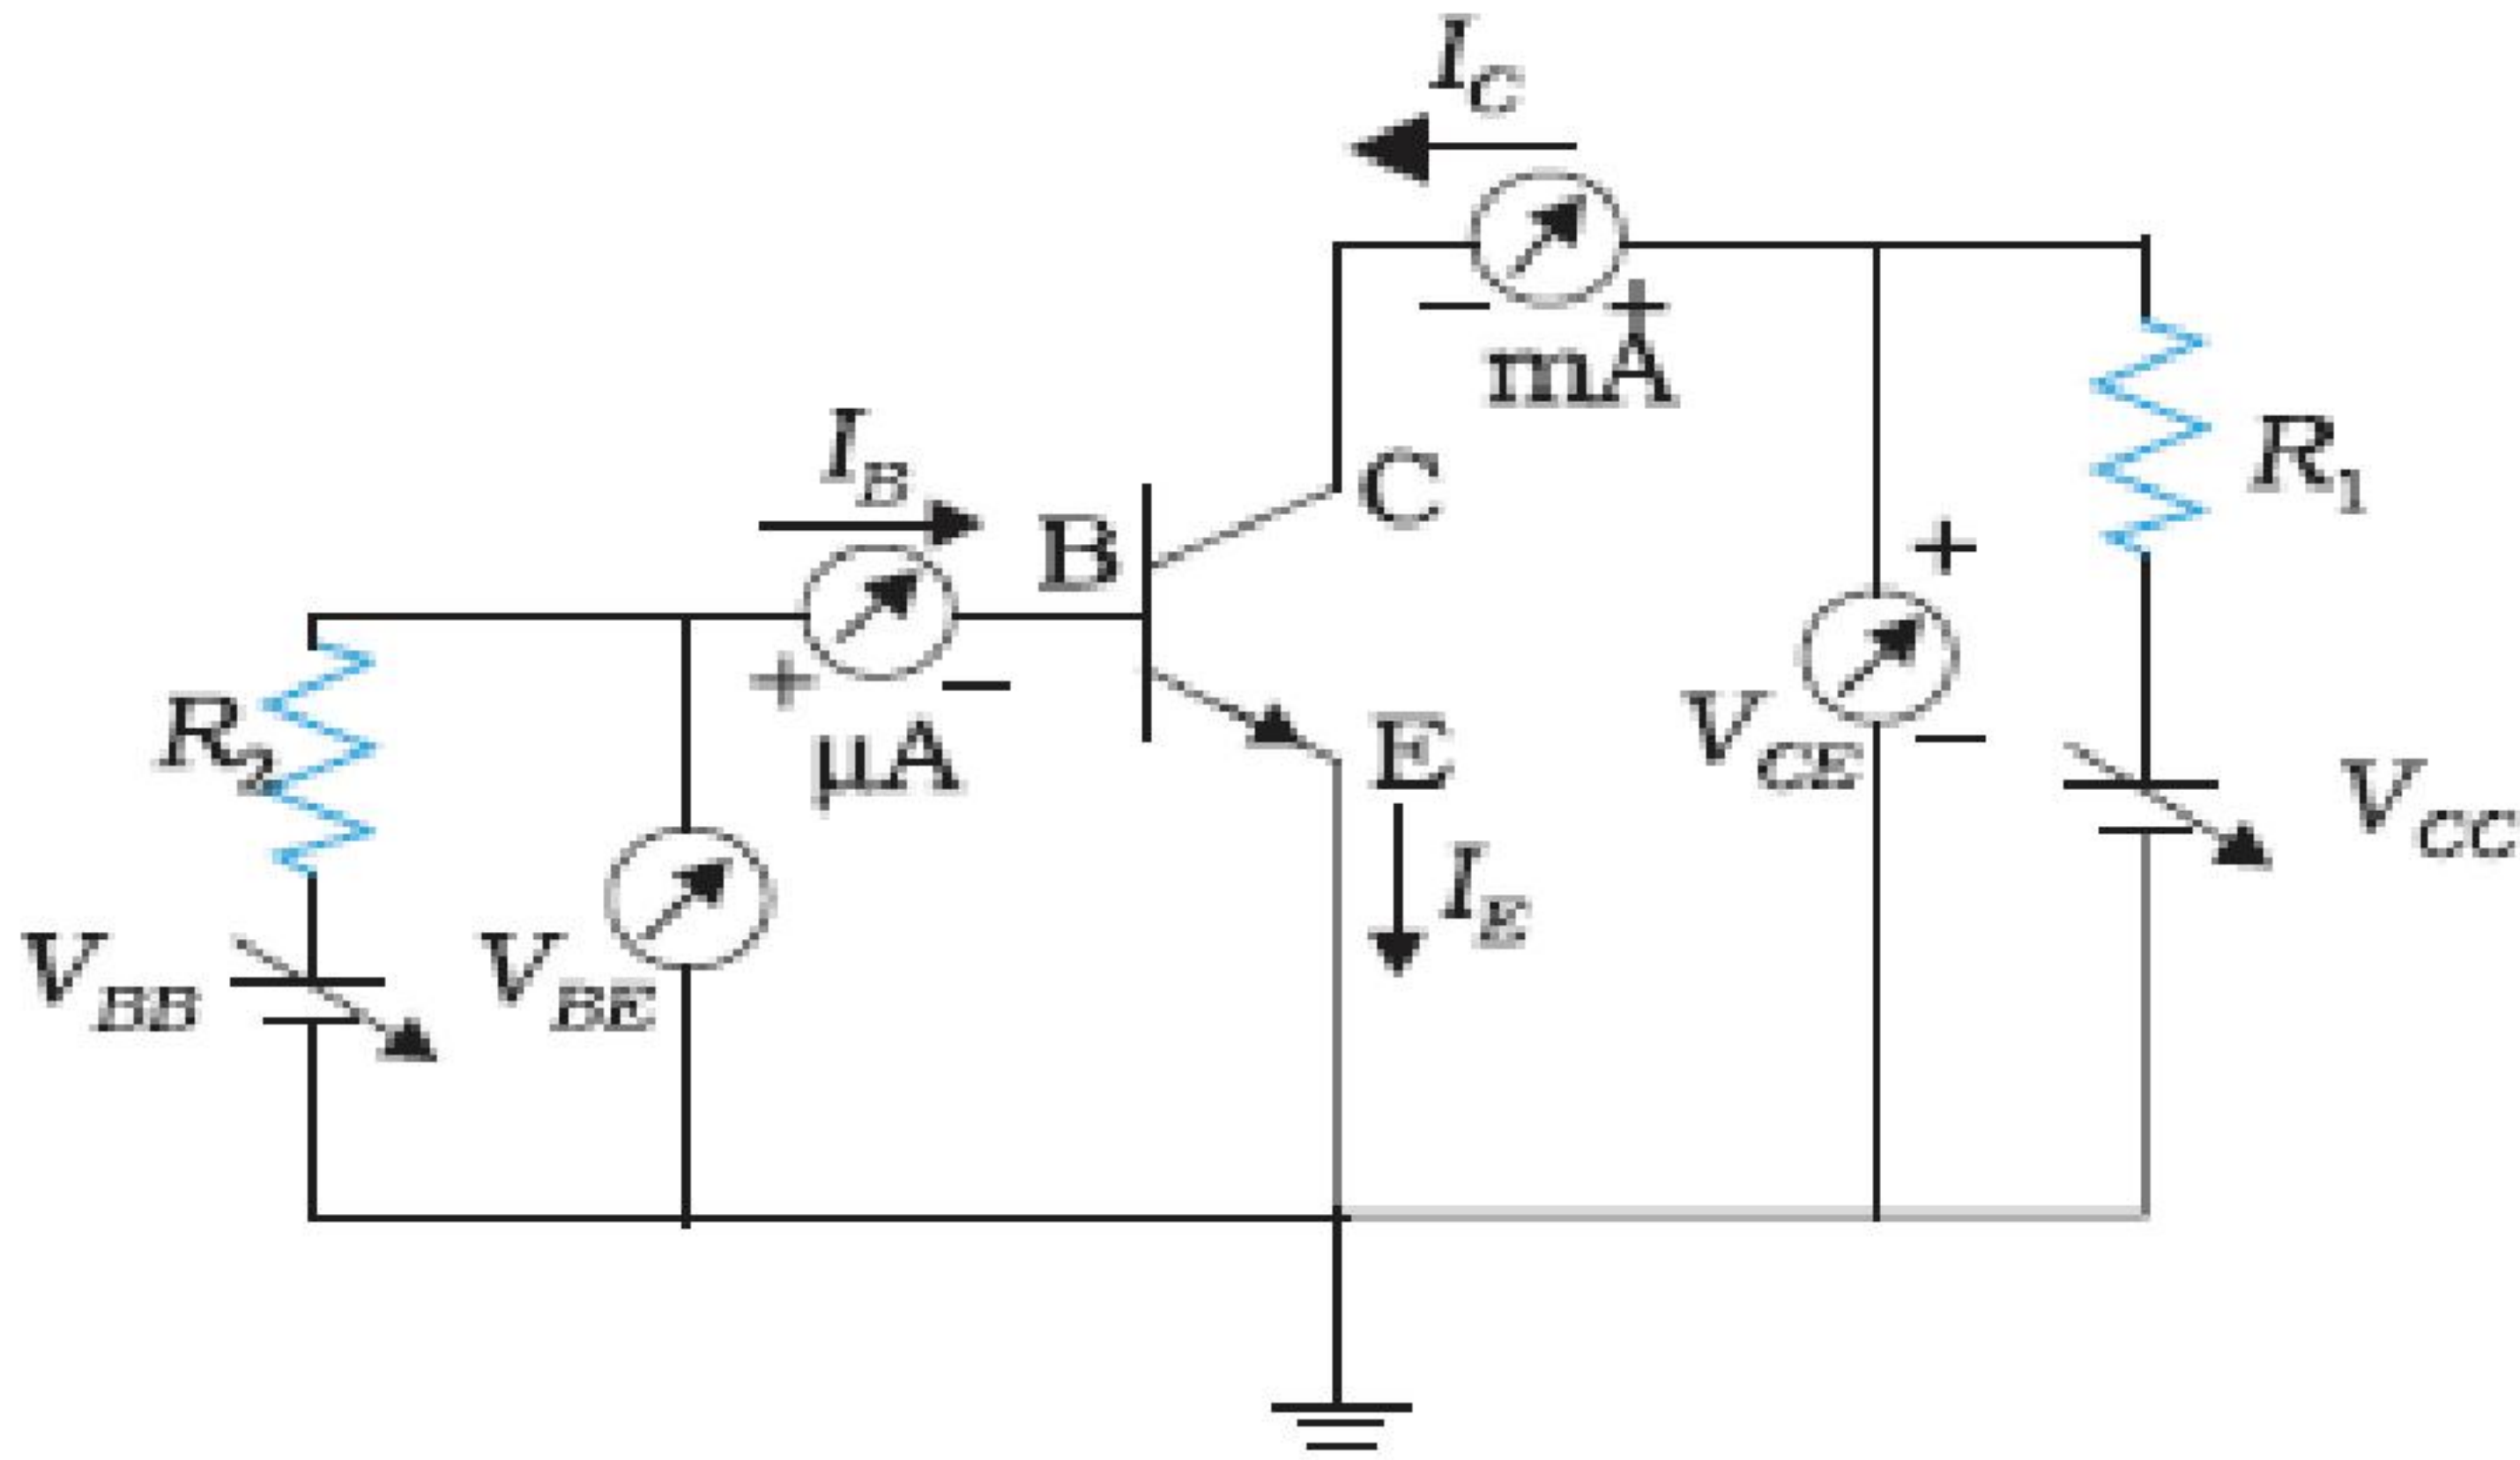 I_C
− +
mA
I_B
B
C
+ −
μA
R_1
+
V_CE
−
R_2
E
I_E
V_CC
V_BB
V_BE